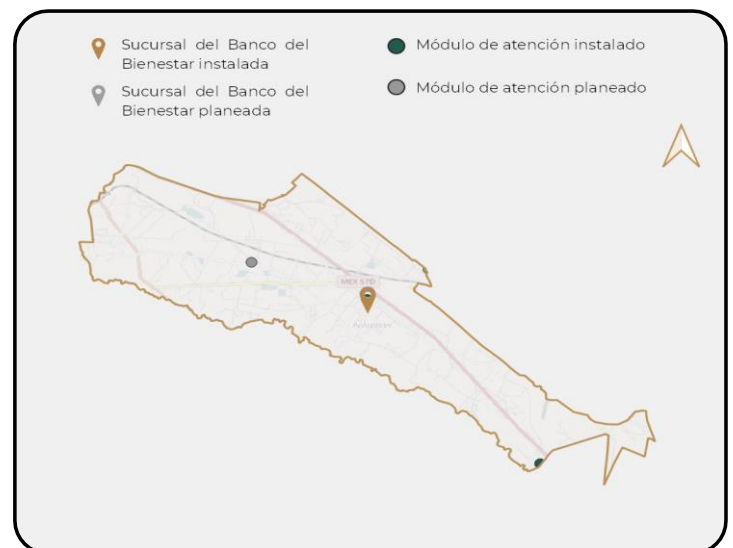 Sucursal del Banco del
Bienestar instalada
Sucursal del Banco del
Bienestar planeada
Módulo de atención instalado
Módulo de atención planeado
MEX 57D